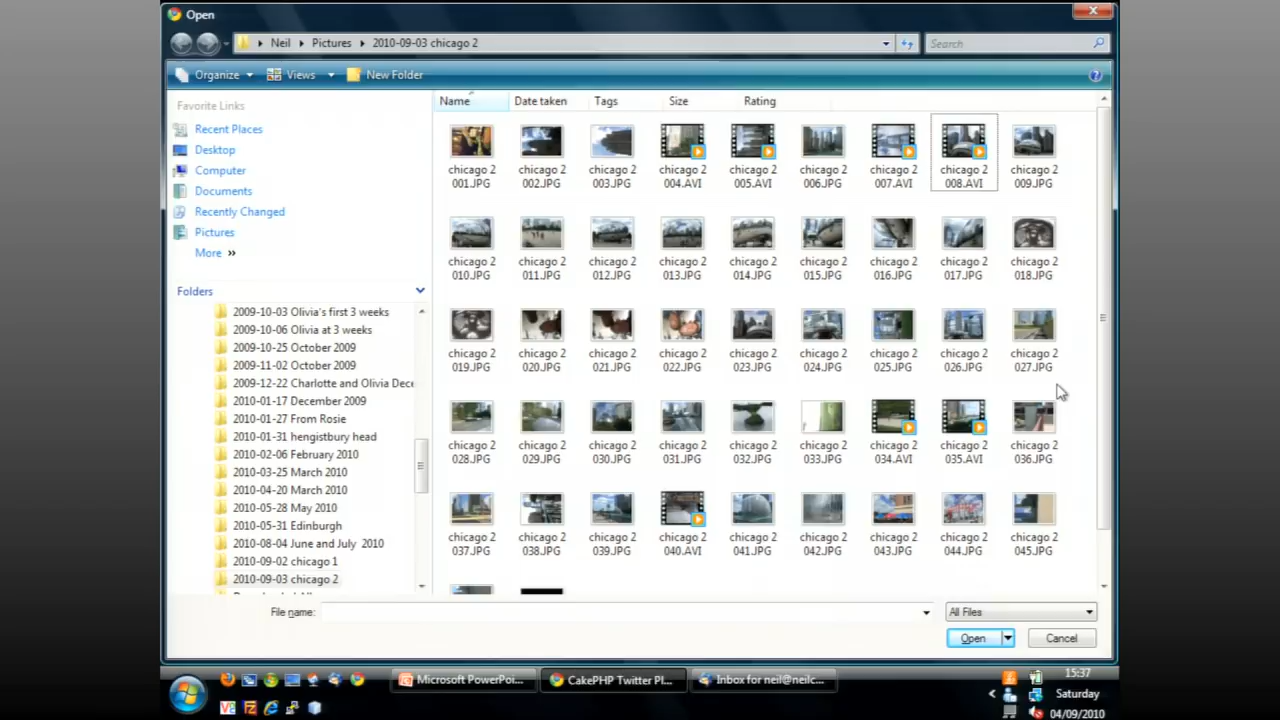 Open
Neil Pictures 2010-09-03 chicago 2
Search
Organize Views New Folder
Favorite Links
Recent Places
Desktop
Computer
Documents
Recently Changed
Pictures
More »
Folders
2009-10-03 Olivia's first 3 weeks
2009-10-06 Olivia at 3 weeks
2009-10-25 October 2009
2009-11-02 October 2009
2009-12-22 Charlotte and Olivia Dece
2010-01-17 December 2009
2010-01-27 From Rosie
2010-01-31 hengistbury head
2010-02-06 February 2010
2010-03-25 March 2010
2010-04-20 March 2010
2010-05-28 May 2010
2010-05-31 Edinburgh
2010-08-04 June and July 2010
2010-09-02 chicago 1
2010-09-03 chicago 2
Name Date taken Tags Size Rating
chicago 2 chicago 2 chicago 2 chicago 2 chicago 2 chicago 2 chicago 2 chicago 2 chicago 2
001.JPG 002.JPG 003.JPG 004.AVI 005.AVI 006.JPG 007.AVI 008.AVI 009.JPG
chicago 2 chicago 2 chicago 2 chicago 2 chicago 2 chicago 2 chicago 2 chicago 2 chicago 2
010.JPG 011.JPG 012.JPG 013.JPG 014.JPG 015.JPG 016.JPG 017.JPG 018.JPG
chicago 2 chicago 2 chicago 2 chicago 2 chicago 2 chicago 2 chicago 2 chicago 2 chicago 2
019.JPG 020.JPG 021.JPG 022.JPG 023.JPG 024.JPG 025.JPG 026.JPG 027.JPG
chicago 2 chicago 2 chicago 2 chicago 2 chicago 2 chicago 2 chicago 2 chicago 2 chicago 2
028.JPG 029.JPG 030.JPG 031.JPG 032.JPG 033.JPG 034.AVI 035.AVI 036.JPG
chicago 2 chicago 2 chicago 2 chicago 2 chicago 2 chicago 2 chicago 2 chicago 2 chicago 2
037.JPG 038.JPG 039.JPG 040.AVI 041.JPG 042.JPG 043.JPG 044.JPG 045.JPG
File name:
All Files
Open Cancel
Microsoft PowerPoi... CakePHP Twitter Pl... Inbox for neil@neilc...
15:37
Saturday
04/09/2010